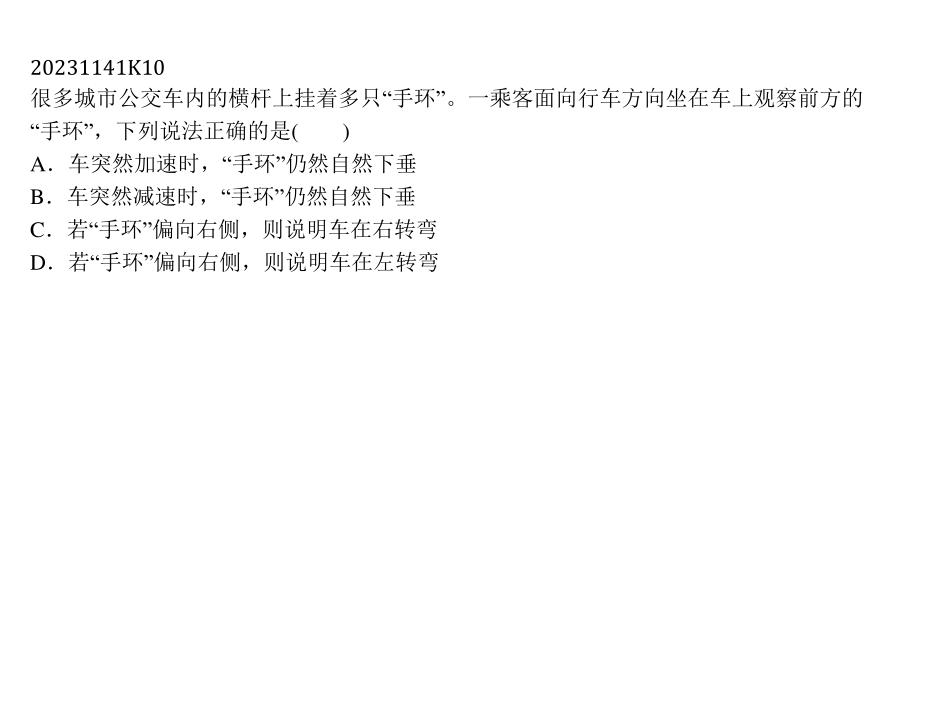 20231141K10
很多城市公交车内的横杆上挂着多只“手环”。一乘客面向行车方向坐在车上观察前方的
“手环”，下列说法正确的是(　　)
A．车突然加速时，“手环”仍然自然下垂
B．车突然减速时，“手环”仍然自然下垂
C．若“手环”偏向右侧，则说明车在右转弯
D．若“手环”偏向右侧，则说明车在左转弯